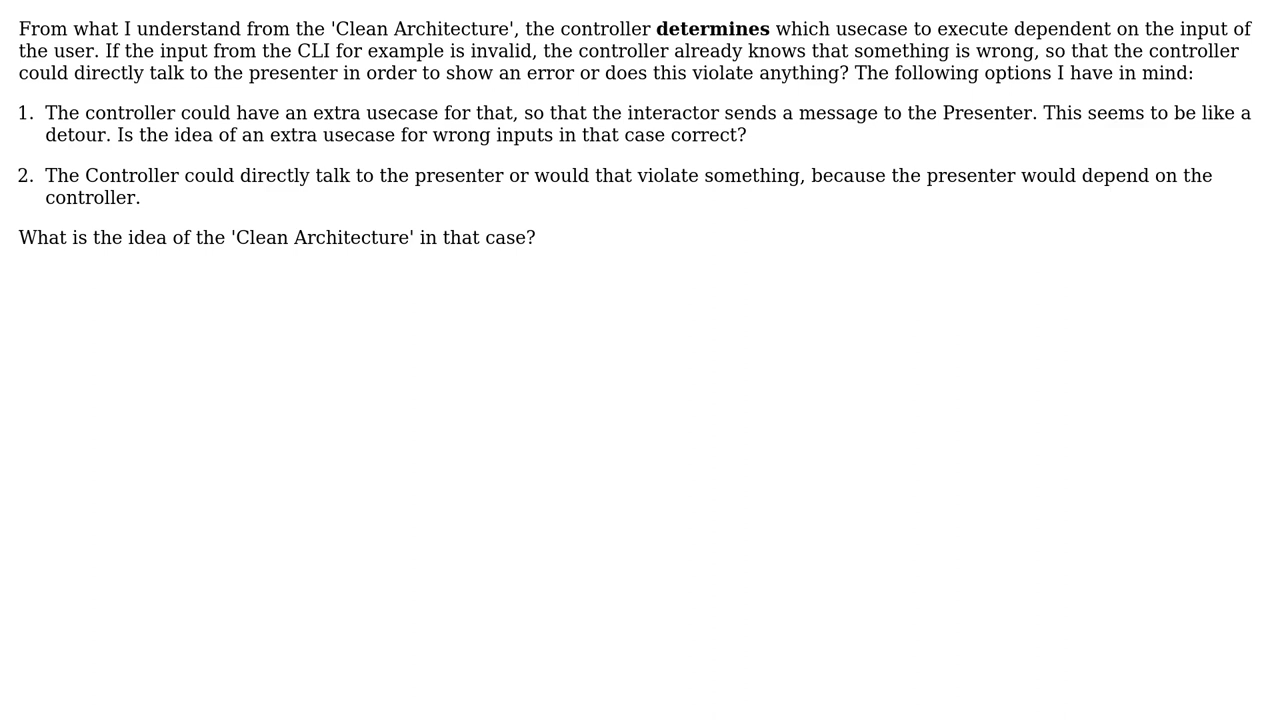 From what I understand from the 'Clean Architecture', the controller determines which usecase to execute dependent on the input of
the user. If the input from the CLI for example is invalid, the controller already knows that something is wrong, so that the controller
could directly talk to the presenter in order to show an error or does this violate anything? The following options I have in mind:
1. The controller could have an extra usecase for that, so that the interactor sends a message to the Presenter. This seems to be like a
detour. Is the idea of an extra usecase for wrong inputs in that case correct?
2. The Controller could directly talk to the presenter or would that violate something, because the presenter would depend on the
controller.
What is the idea of the 'Clean Architecture' in that case?